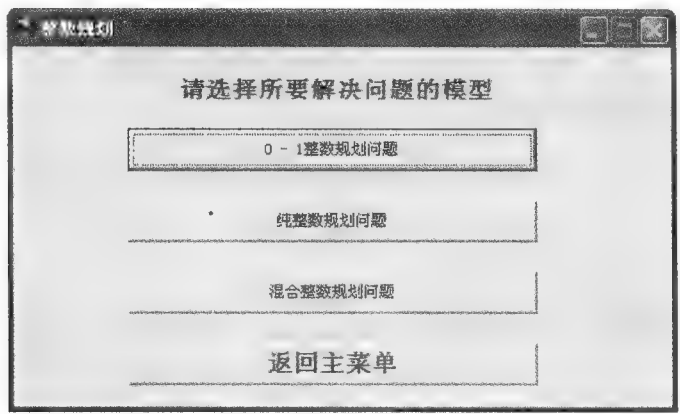 整数规划
请选择所要解决问题的模型
0 - 1整数规划问题
纯整数规划问题
混合整数规划问题
返回主菜单